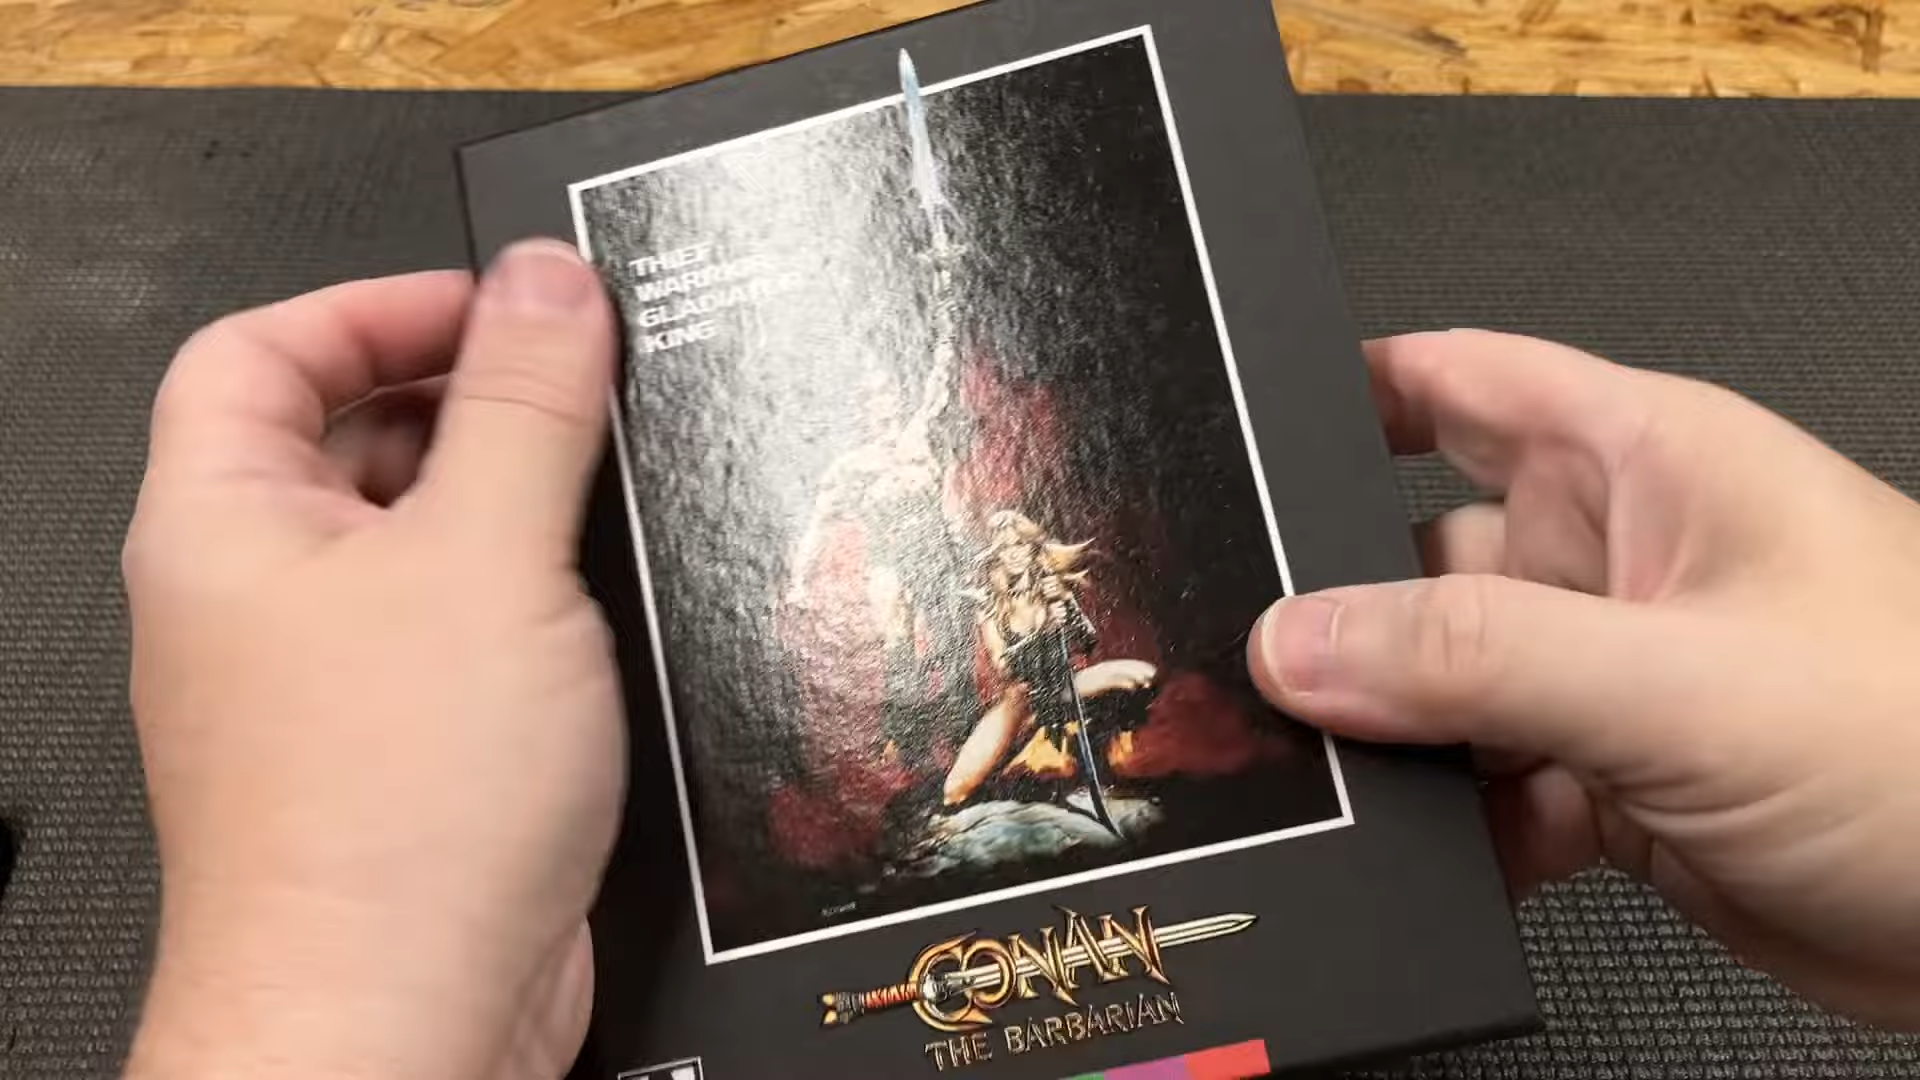 THIEF
WARRIOR
GLADIATOR
KING
CONAN
THE BARBARIAN